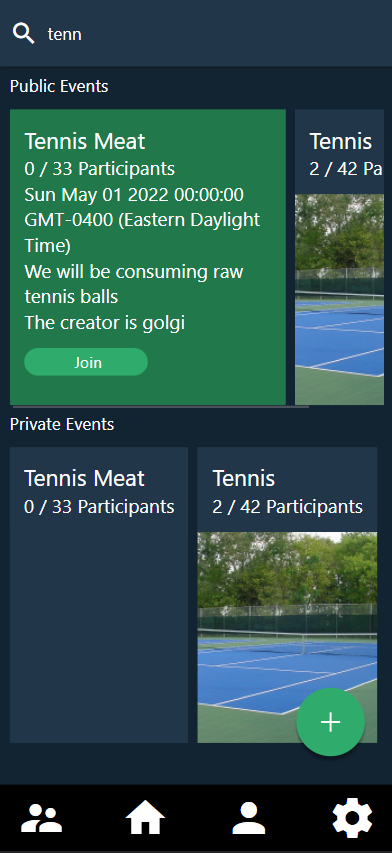 tenn
Public Events
Tennis Meat
0 / 33 Participants
Sun May 01 2022 00:00:00
GMT-0400 (Eastern Daylight
Time)
We will be consuming raw
tennis balls
The creator is golgi
Join
Tennis
2 / 42 Pa
Private Events
Tennis Meat
0 / 33 Participants
Tennis
2 / 42 Participants